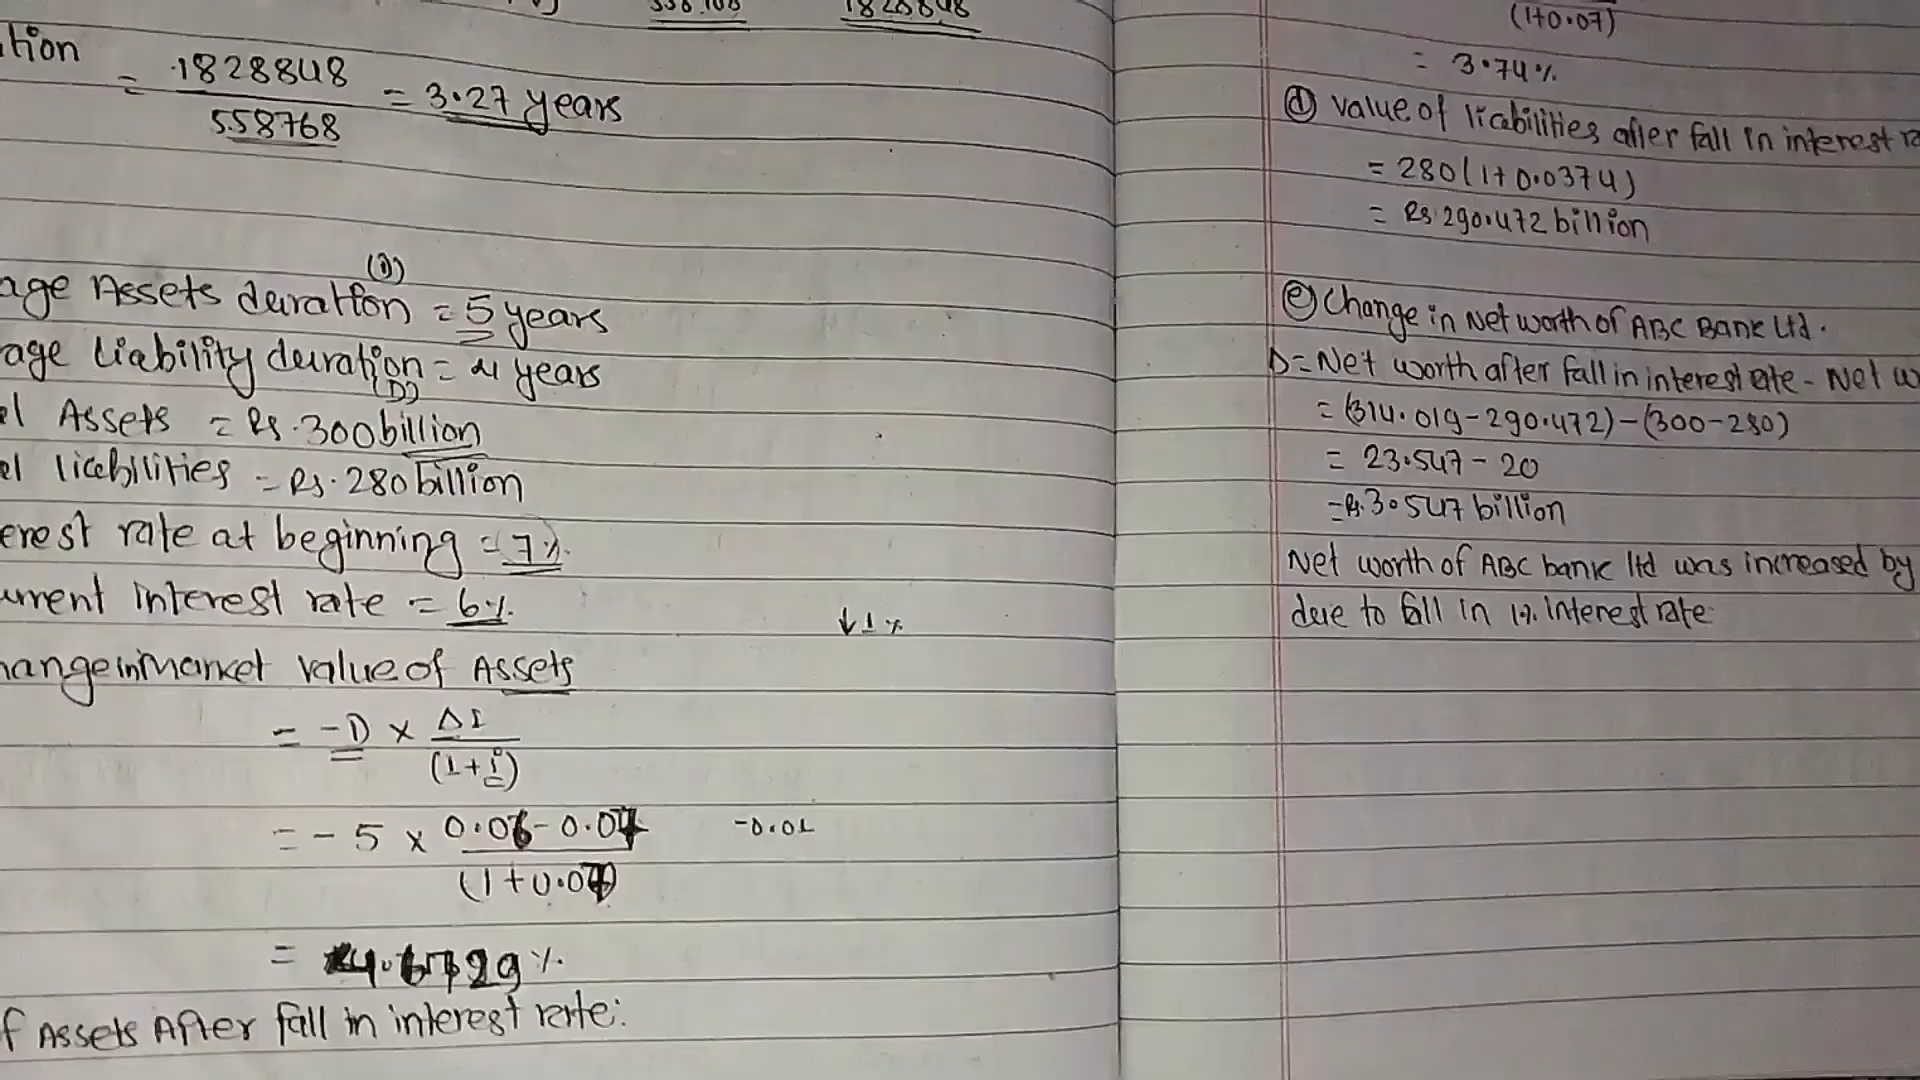 558768 1828848
tion = 1828848 / 558768 = 3.27 years
(D)
age Assets duration = 5 years
age liability duration = 4 years
(D)
al Assets = Rs.300 billion
al liabilities = Rs.280 billion
erest rate at beginning = 7%.
urrent interest rate = 6%.
↓1%
hange in Market value of Assets
= -D × ΔI
(1+i)
= -5 × 0.06-0.07 -0.01
(1+0.07)
= 4.6729%.
f Assets After fall in interest rate:
(1+0.07)
= 3.74%
(d) value of liabilities after fall in interest ra
= 280(1+0.0374)
= Rs.290.472 billion
(e) Change in Net worth of ABC Bank Ltd.
D= Net worth after fall in interest rate - Net w
= (314.019-290.472)-(300-280)
= 23.547-20
= Rs.3.547 billion
Net worth of ABC bank ltd was increased by
due to fall in 1%. interest rate